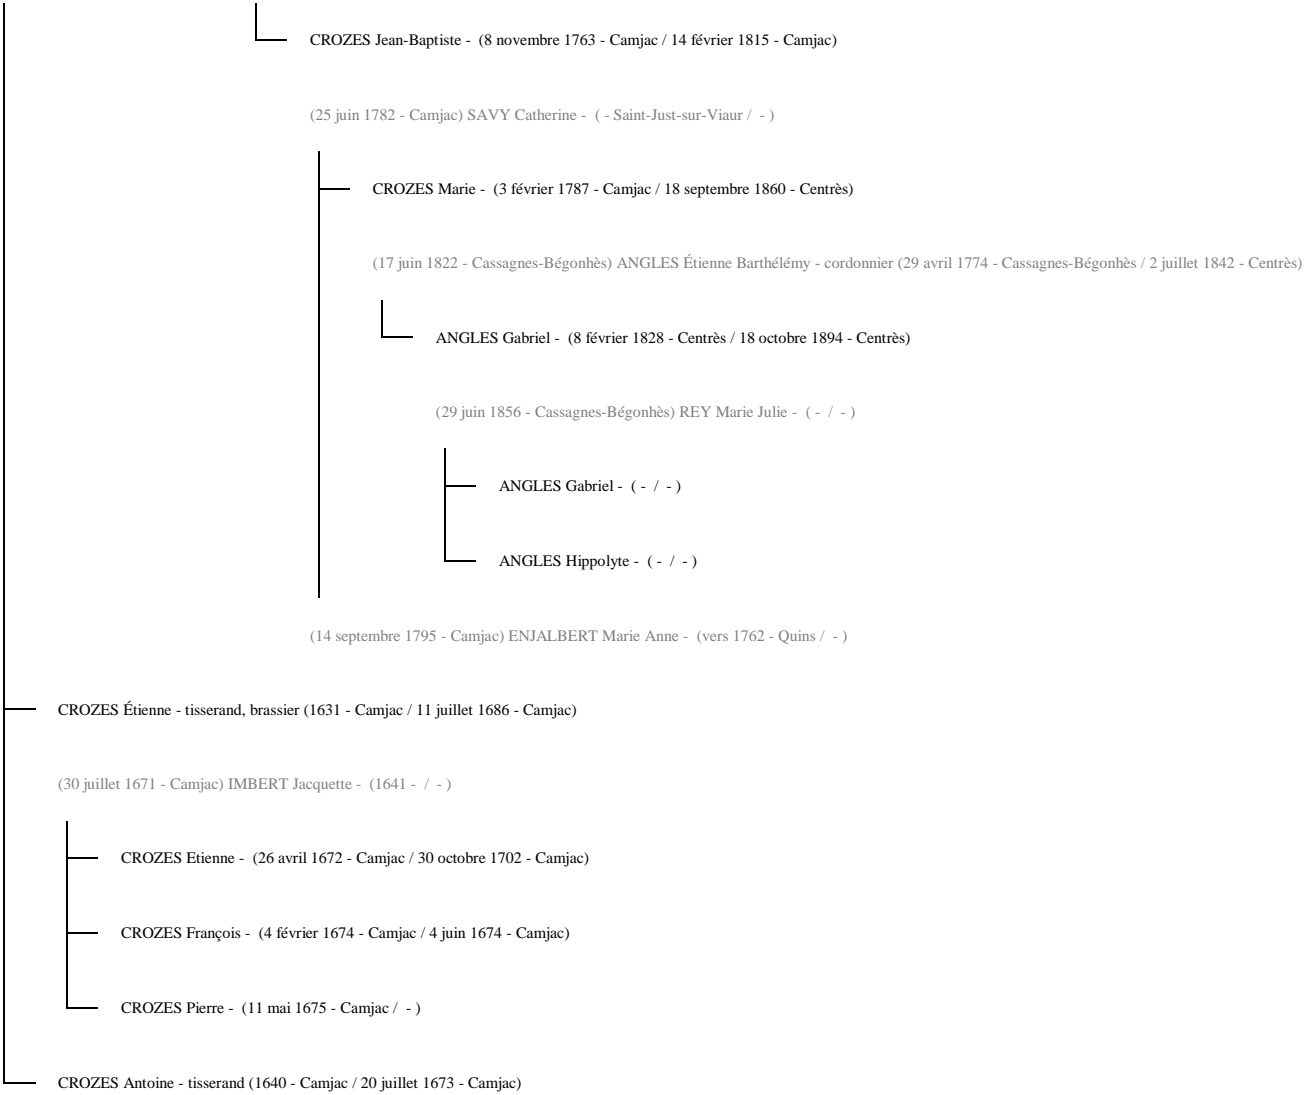 CROZES Jean-Baptiste -  (8 novembre 1763 - Camjac / 14 février 1815 - Camjac)
(25 juin 1782 - Camjac) SAVY Catherine -  ( - Saint-Just-sur-Viaur /  - )
CROZES Marie -  (3 février 1787 - Camjac / 18 septembre 1860 - Centrès)
(17 juin 1822 - Cassagnes-Bégonhès) ANGLES Étienne Barthélémy - cordonnier (29 avril 1774 - Cassagnes-Bégonhès / 2 juillet 1842 - Centrès)
ANGLES Gabriel -  (8 février 1828 - Centrès / 18 octobre 1894 - Centrès)
(29 juin 1856 - Cassagnes-Bégonhès) REY Marie Julie -  ( -  /  - )
ANGLES Gabriel -  ( -  /  - )
ANGLES Hippolyte -  ( -  /  - )
(14 septembre 1795 - Camjac) ENJALBERT Marie Anne -  (vers 1762 - Quins /  - )
CROZES Étienne - tisserand, brassier (1631 - Camjac / 11 juillet 1686 - Camjac)
(30 juillet 1671 - Camjac) IMBERT Jacquette -  (1641 -  /  - )
CROZES Etienne -  (26 avril 1672 - Camjac / 30 octobre 1702 - Camjac)
CROZES François -  (4 février 1674 - Camjac / 4 juin 1674 - Camjac)
CROZES Pierre -  (11 mai 1675 - Camjac /  - )
CROZES Antoine - tisserand (1640 - Camjac / 20 juillet 1673 - Camjac)